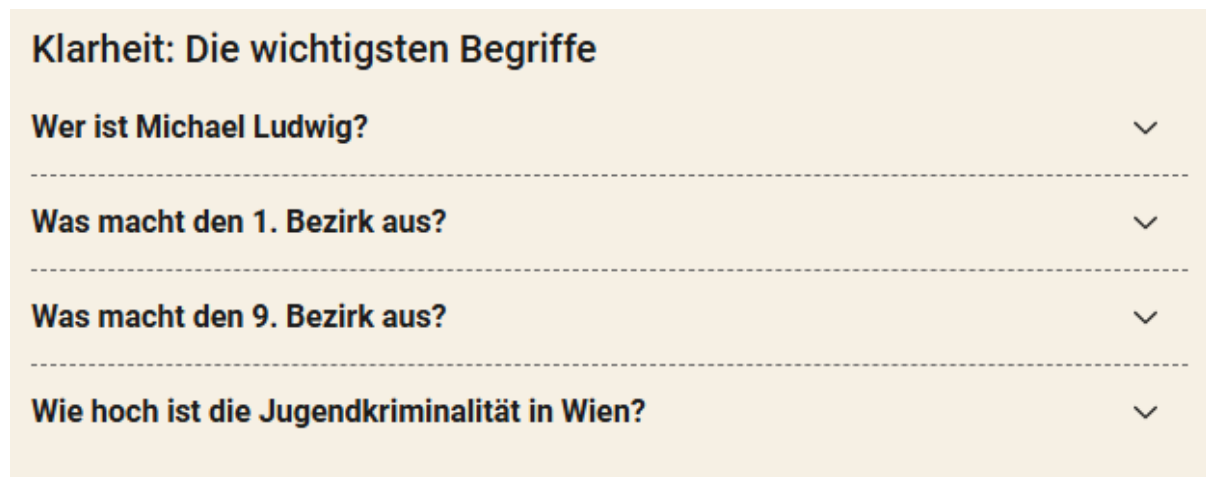 Klarheit: Die wichtigsten Begriffe
Wer ist Michael Ludwig?
Was macht den 1. Bezirk aus?
Was macht den 9. Bezirk aus?
Wie hoch ist die Jugendkriminalität in Wien?